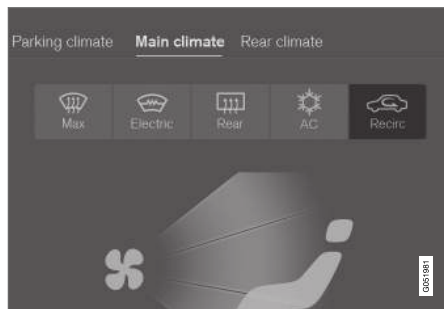 Parking climate Main climate Rear climate
Max Electric Rear AC Recirc
G051981